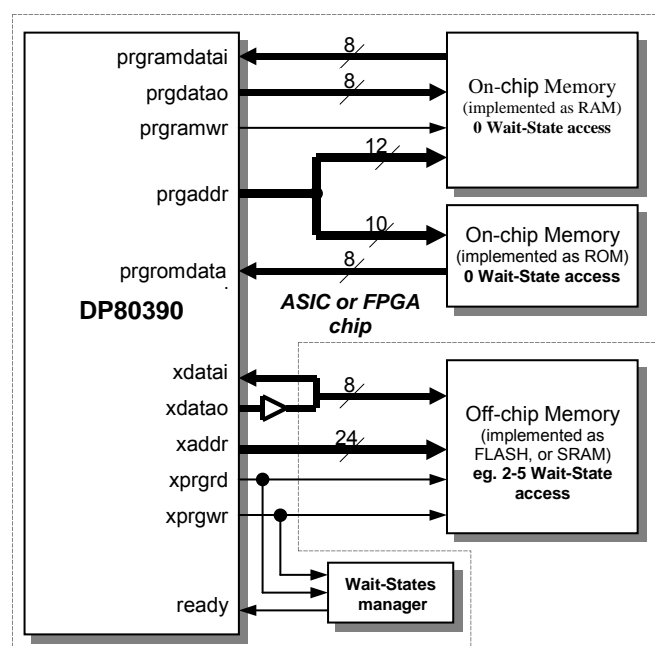 prgramdatai
8
prgdatao
8
prgramwr
On-chip Memory
(implemented as RAM)
0 Wait-State access
12
prgaddr
10
On-chip Memory
(implemented as ROM)
0 Wait-State access
prgromdata
8
DP80390
ASIC or FPGA
chip
xdatai
8
xdatao
Off-chip Memory
(implemented as
FLASH, or SRAM)
eg. 2-5 Wait-State
access
xaddr
24
xprgrd
xprgwr
Wait-States
manager
ready